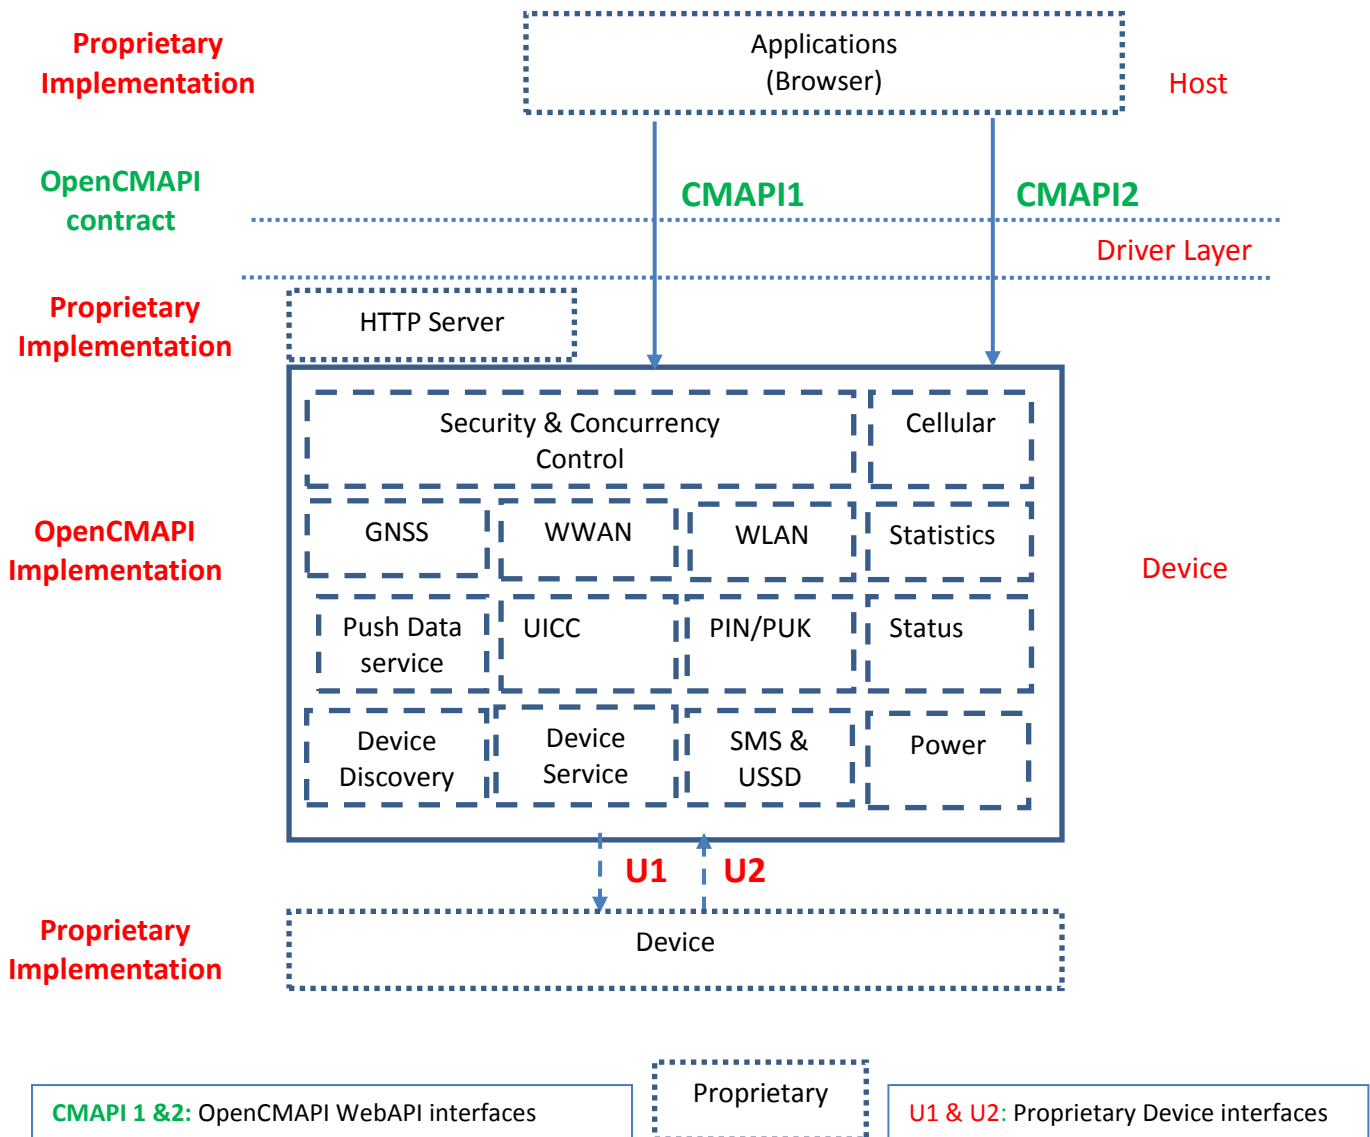 Proprietary
Implementation
Applications
(Browser)
Host
OpenCMAPI
contract
CMAPI1
CMAPI2
Driver Layer
Proprietary
Implementation
HTTP Server
Security & Concurrency
Control
Cellular
GNSS
WWAN
WLAN
Statistics
OpenCMAPI
Implementation
Device
Push Data
service
UICC
PIN/PUK
Status
Device
Discovery
Device
Service
SMS &
USSD
Power
U1
U2
Proprietary
Implementation
Device
CMAPI 1 &2: OpenCMAPI WebAPI interfaces
Proprietary
U1 & U2: Proprietary Device interfaces